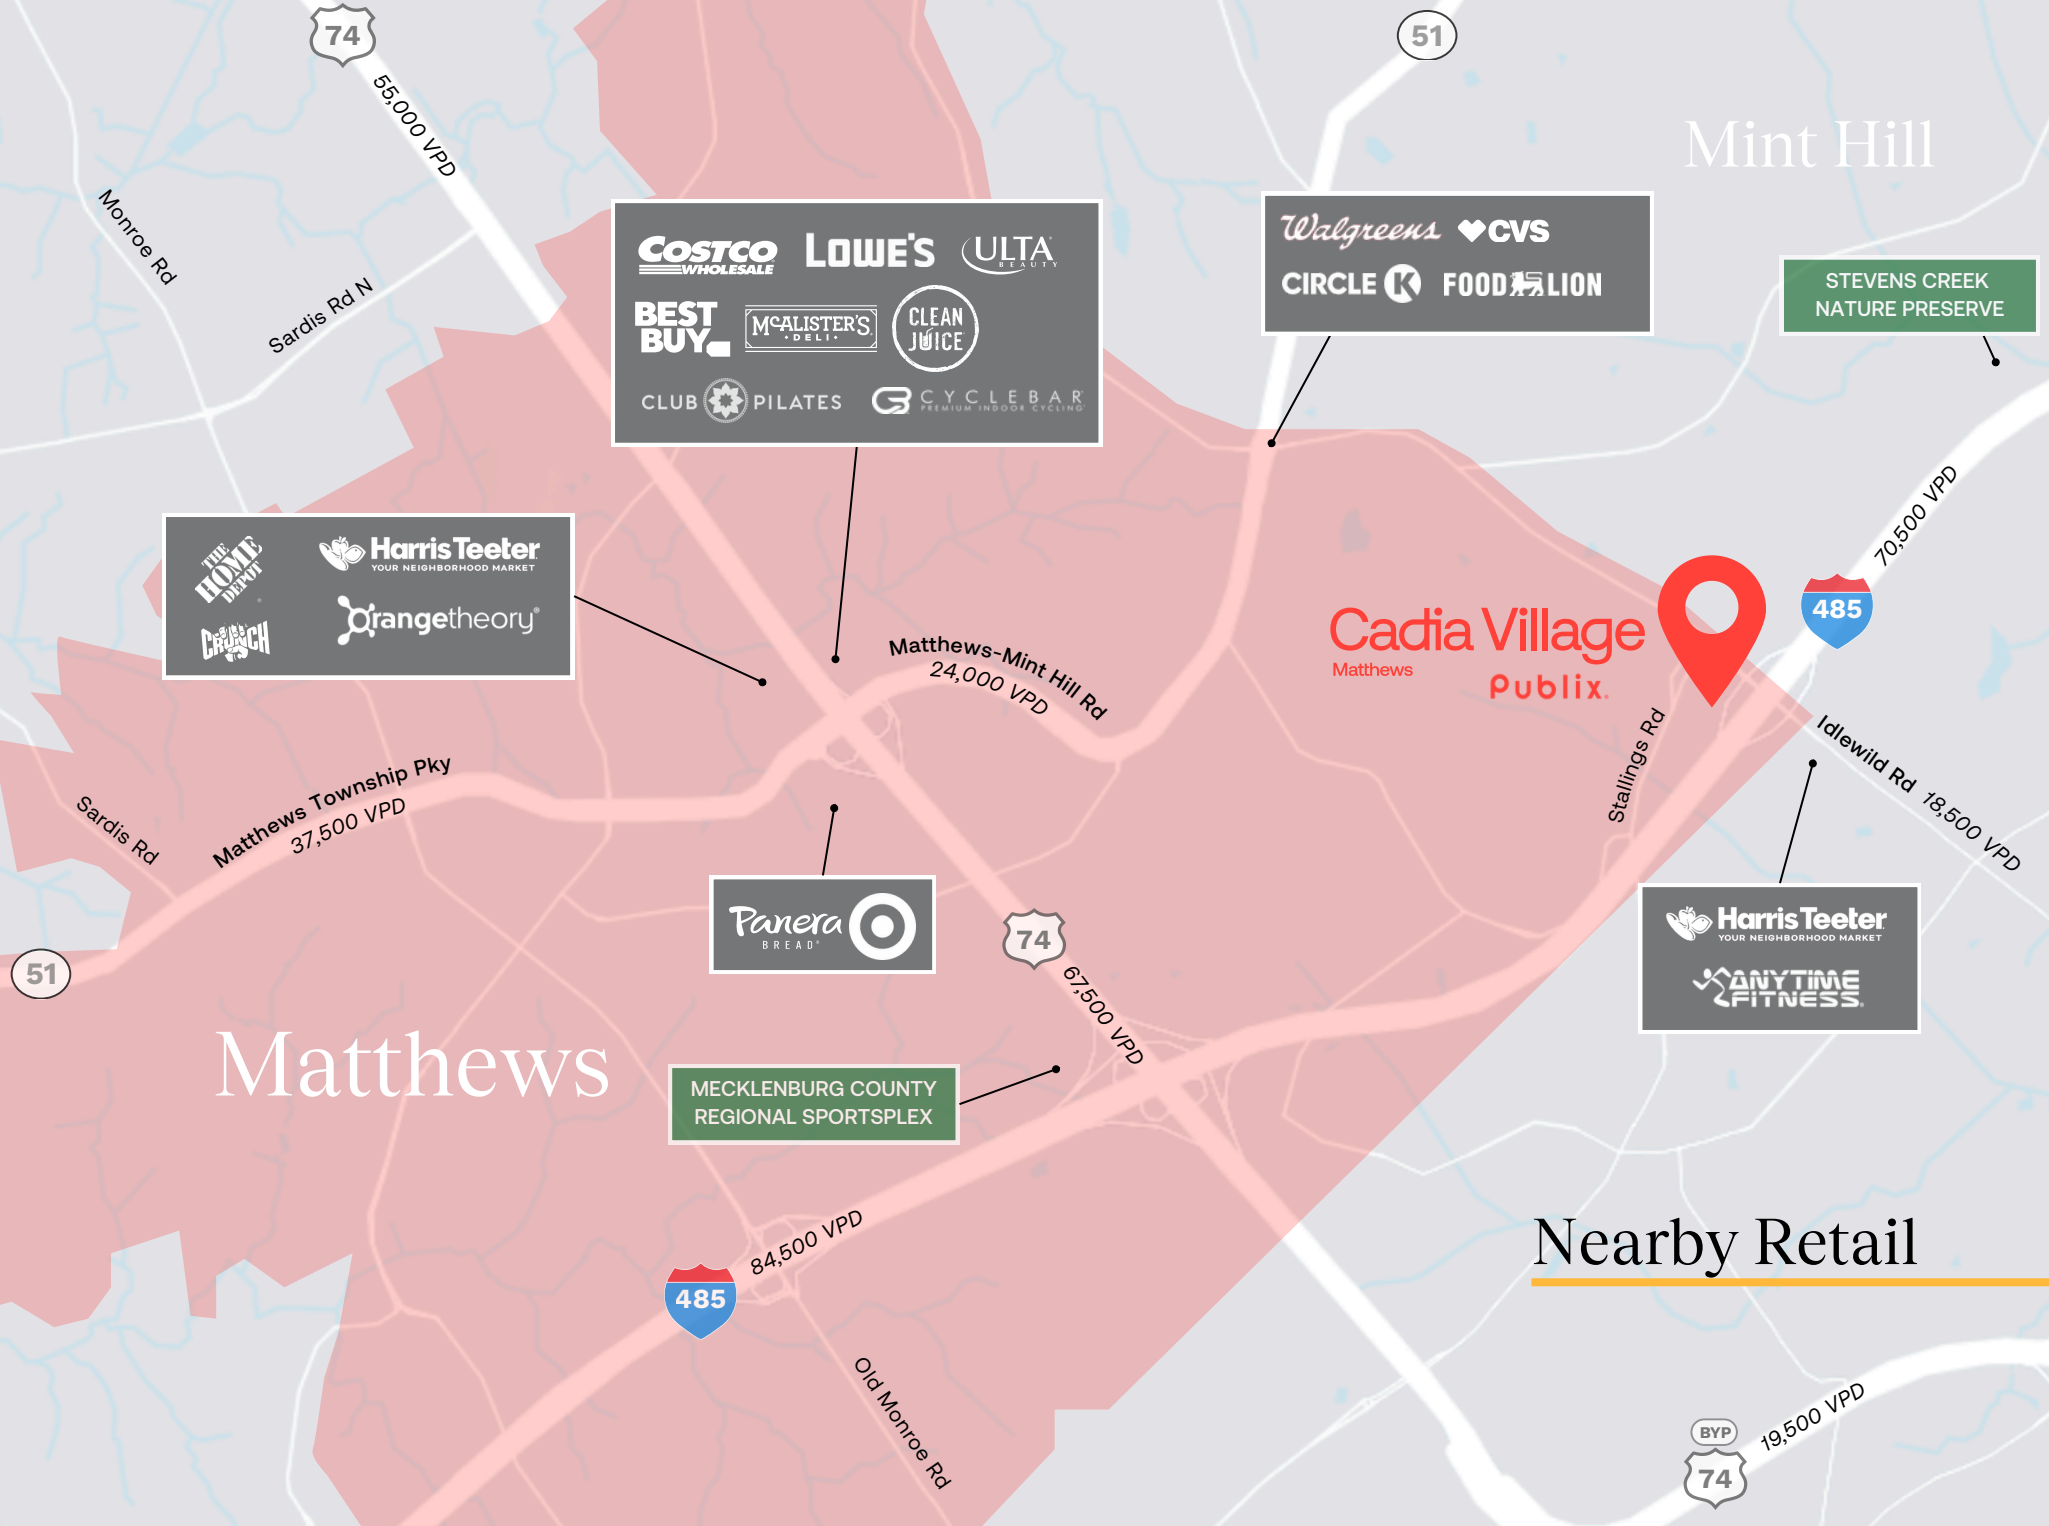 74
51
55,000 VPD
Mint Hill
Monroe Rd
Sardis Rd N
COSTCO
WHOLESALE
LOWE'S
ULTA
BEAUTY
BEST
BUY
McALISTER'S
DELI
CLEAN
JUICE
CLUB PILATES
CYCLEBAR
PREMIUM INDOOR CYCLING
Walgreens
CVS
CIRCLE K
FOOD LION
STEVENS CREEK
NATURE PRESERVE
70,500 VPD
THE
HOME
DEPOT
Harris Teeter
YOUR NEIGHBORHOOD MARKET
CRUNCH
Orangetheory®
Matthews-Mint Hill Rd
24,000 VPD
Cadia Village
Matthews
Publix.
485
Stallings Rd
Idlewild Rd 18,500 VPD
Matthews Township Pky
37,500 VPD
Sardis Rd
51
Panera
BREAD®
74
67,500 VPD
Harris Teeter
YOUR NEIGHBORHOOD MARKET
ANYTIME
FITNESS®
Matthews
MECKLENBURG COUNTY
REGIONAL SPORTSPLEX
84,500 VPD
485
Nearby Retail
Old Monroe Rd
19,500 VPD
BYP
74